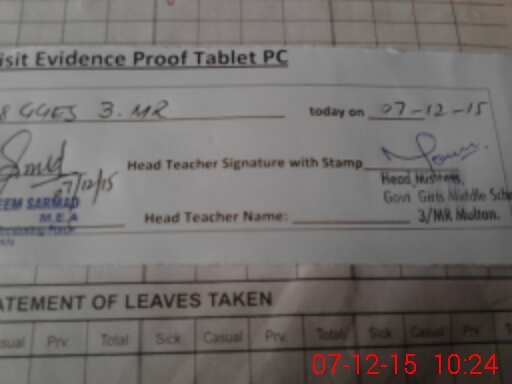 isit Evidence Proof Tablet PC
GGES 3-MR today on 07-12-15
07/12/15 Head Teacher Signature with Stamp
Head Mistress,
Govt Girls Middle Scho
EEM SARMAD
M.E.A
Head Teacher Name: 3/MR Multan.
ATEMENT OF LEAVES TAKEN
sual Prv. Total Sick Casual Prv. Total Sick Casual Prv. T
07-12-15 10:24